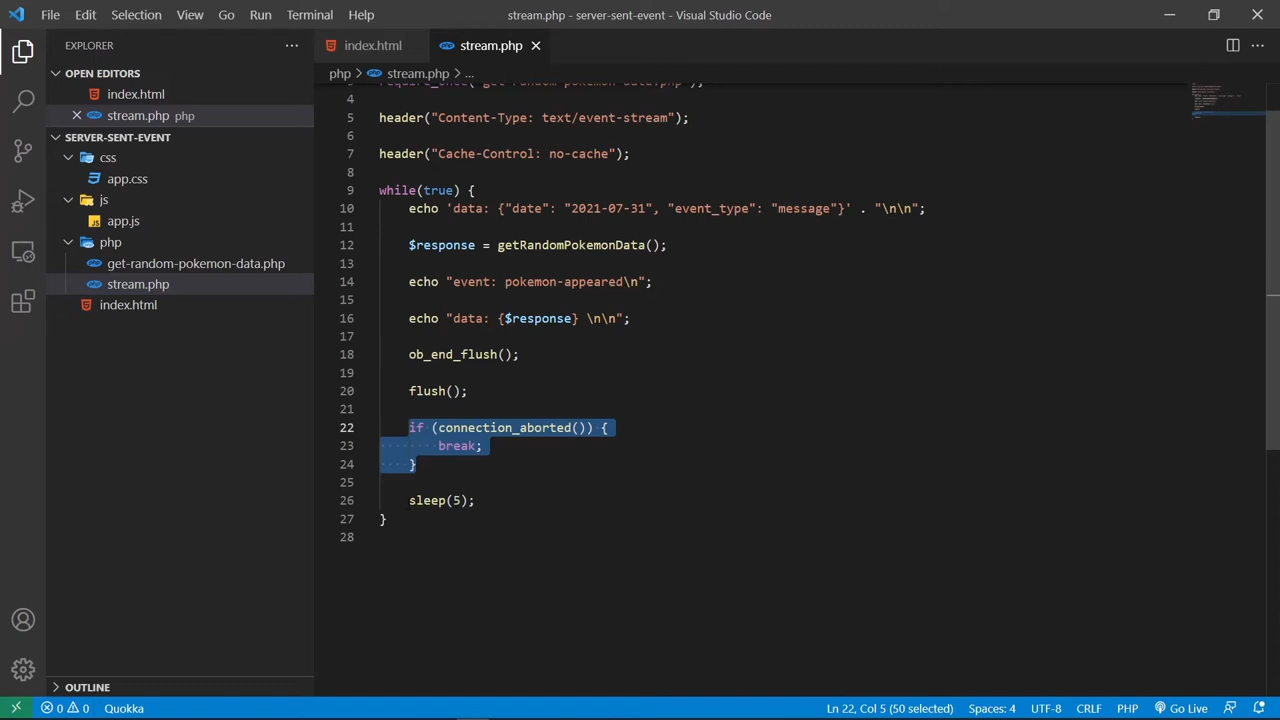 File Edit Selection View Go Run Terminal Help
stream.php - server-sent-event - Visual Studio Code
EXPLORER
OPEN EDITORS
index.html
stream.php php
SERVER-SENT-EVENT
css
app.css
js
app.js
php
get-random-pokemon-data.php
stream.php
index.html
OUTLINE
index.html
stream.php
php > stream.php > ...
4
5 header("Content-Type: text/event-stream");
6
7 header("Cache-Control: no-cache");
8
9 while(true) {
10 echo 'data: {"date": "2021-07-31", "event_type": "message"}' . "\n\n";
11
12 $response = getRandomPokemonData();
13
14 echo "event: pokemon-appeared\n";
15
16 echo "data: {$response} \n\n";
17
18 ob_end_flush();
19
20 flush();
21
22 if (connection_aborted()) {
23 break;
24 }
25
26 sleep(5);
27 }
28
0 0 Quokka
Ln 22, Col 5 (50 selected) Spaces: 4 UTF-8 CRLF PHP Go Live